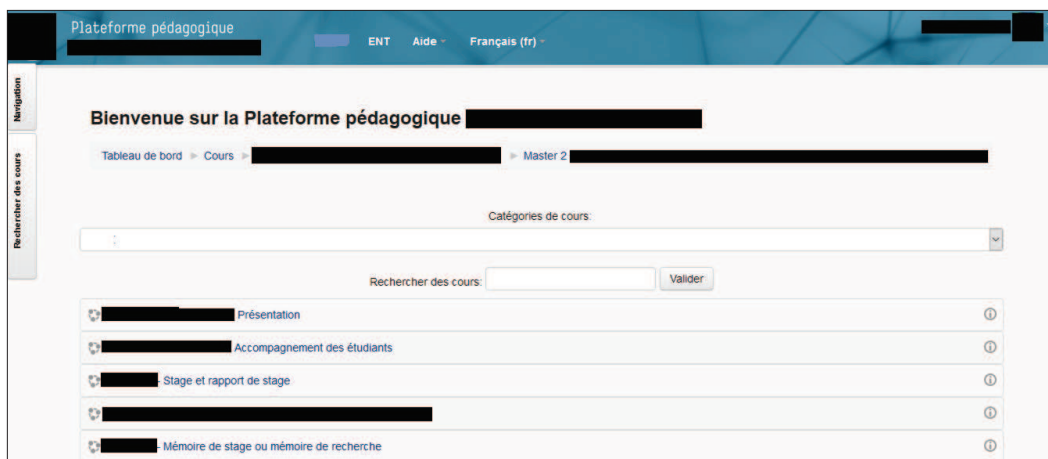 Plateforme pédagogique
ENT Aide Français (fr)
Navigation
Rechercher des cours
Bienvenue sur la Plateforme pédagogique
Tableau de bord ► Cours ► ► Master 2
Catégories de cours:
Rechercher des cours: Valider
Présentation
Accompagnement des étudiants
- Stage et rapport de stage
- Mémoire de stage ou mémoire de recherche